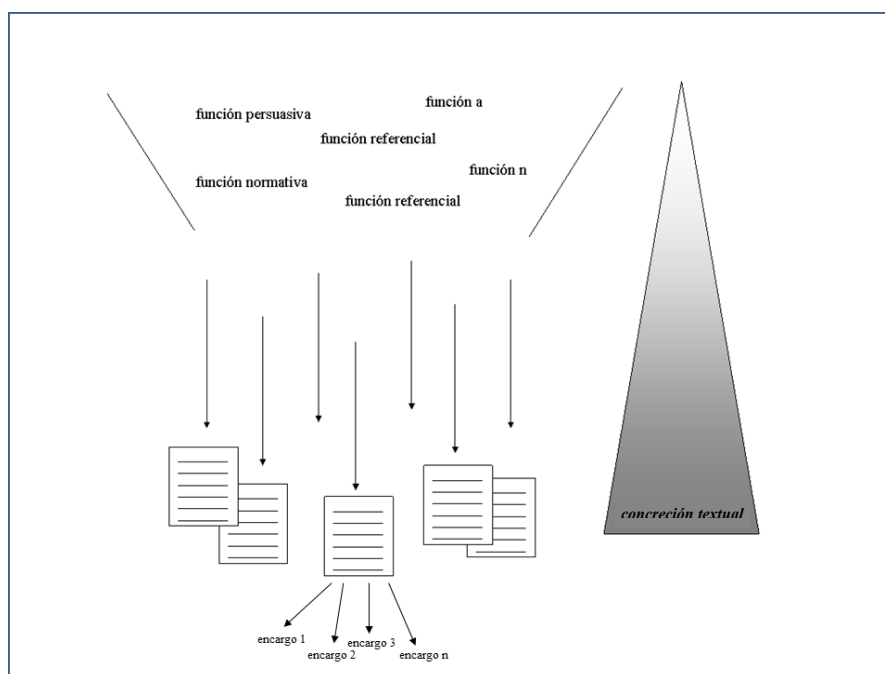 función a
función persuasiva
función referencial
función n
función normativa
función referencial
concreción textual
encargo 1
encargo 3
encargo 2
encargo n